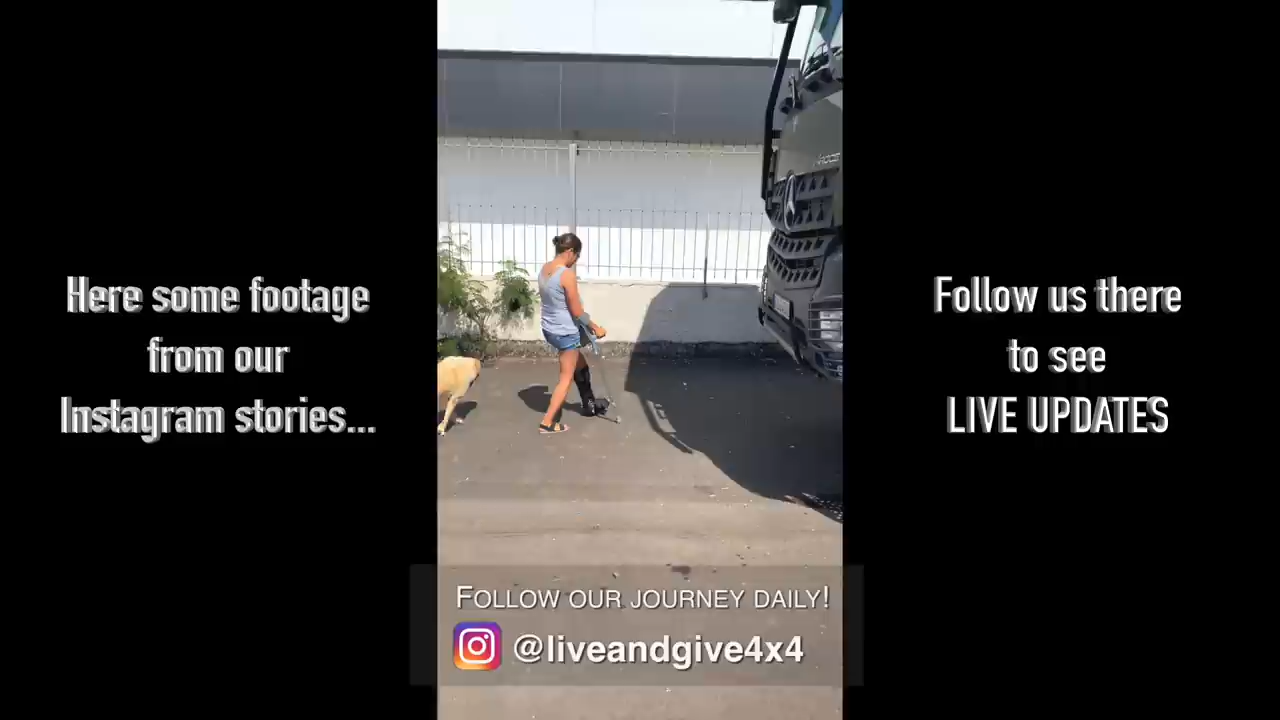 Here some footage
from our
Instagram stories...
Follow us there
to see
LIVE UPDATES
FOLLOW OUR JOURNEY DAILY!
@liveandgive4x4